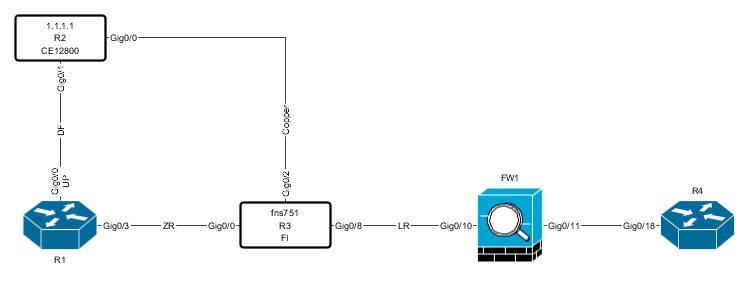 1.1.1.1
R2
CE12800
Gig0/0
Gig0/1
DF
Copper
Gig0/0
UP
Gig0/2
R1
Gig0/3
ZR
Gig0/0
fns751
R3
FI
Gig0/8
LR
Gig0/10
FW1
Gig0/11
Gig0/18
R4